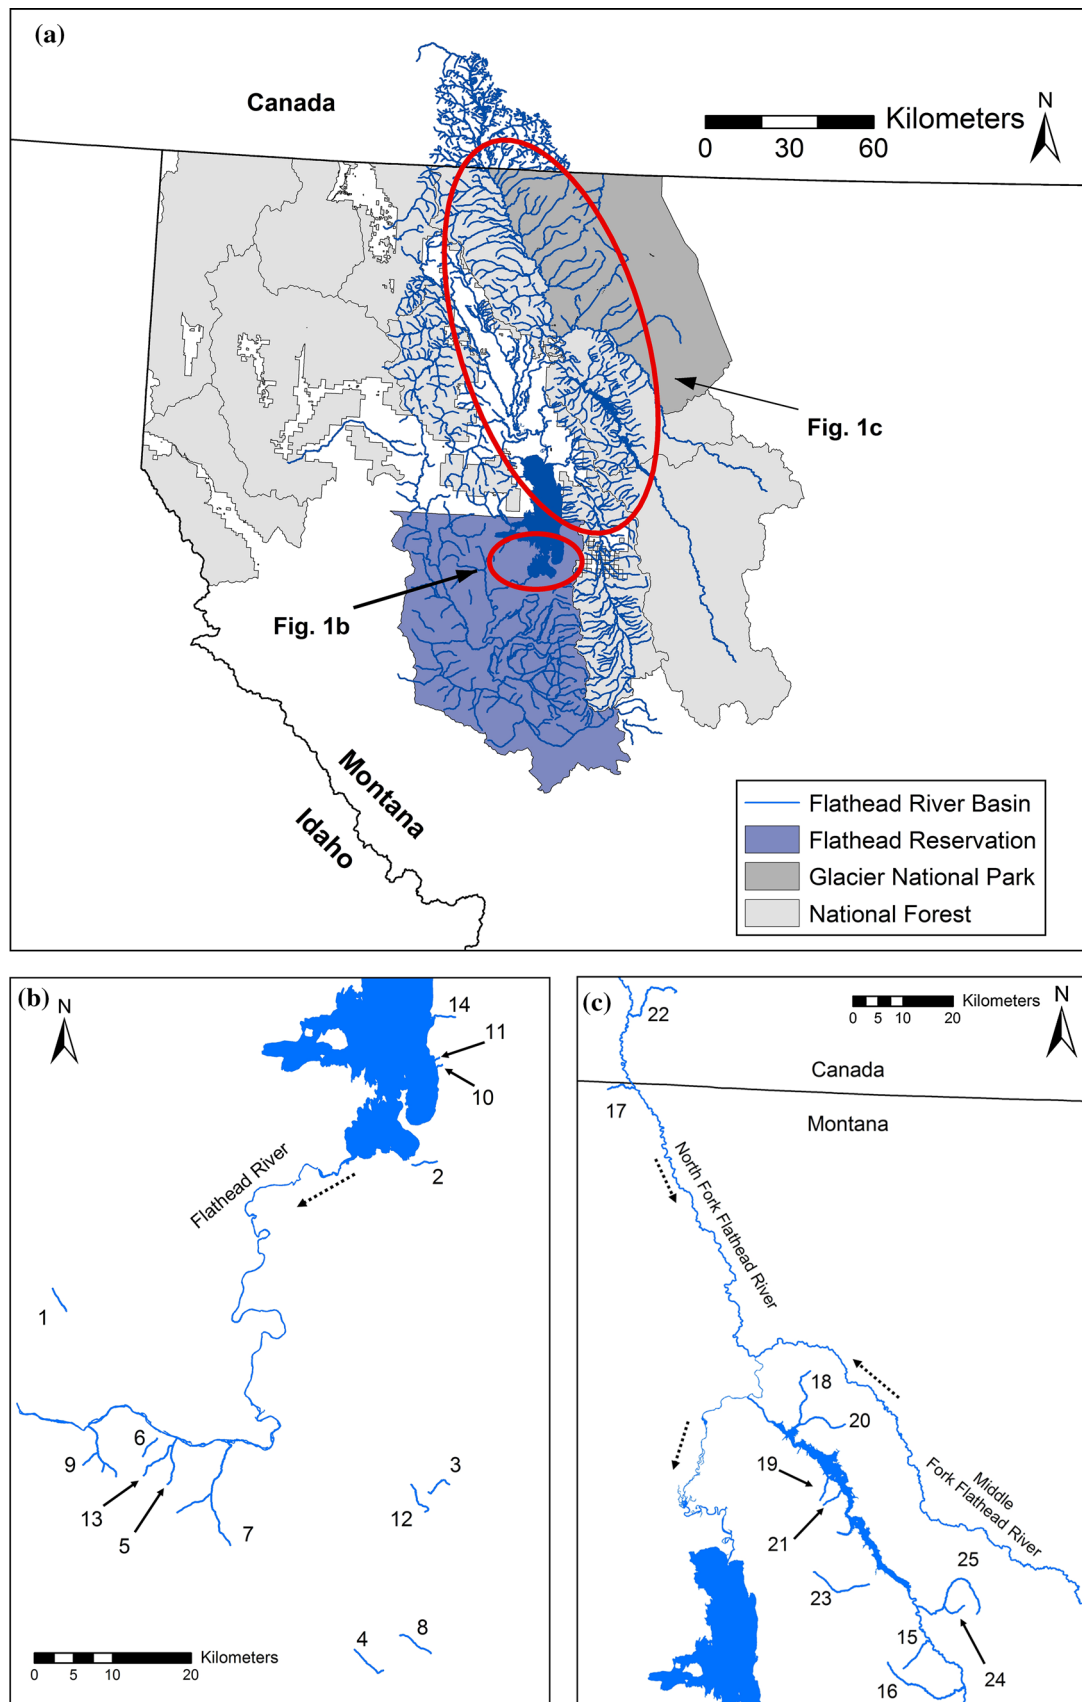 (a)
Canada
N
Kilometers
0 30 60
Fig. 1c
Fig. 1b
Montana
Idaho
Flathead River Basin
Flathead Reservation
Glacier National Park
National Forest
(b)
N
14
11
10
2
Flathead River
1
6
9
13
5
7
3
12
8
4
Kilometers
0 5 10 20
(c)
22
Kilometers
0 5 10 20
N
Canada
17
Montana
North Fork Flathead River
18
20
19
21
Middle
Fork Flathead River
25
23
15
24
16